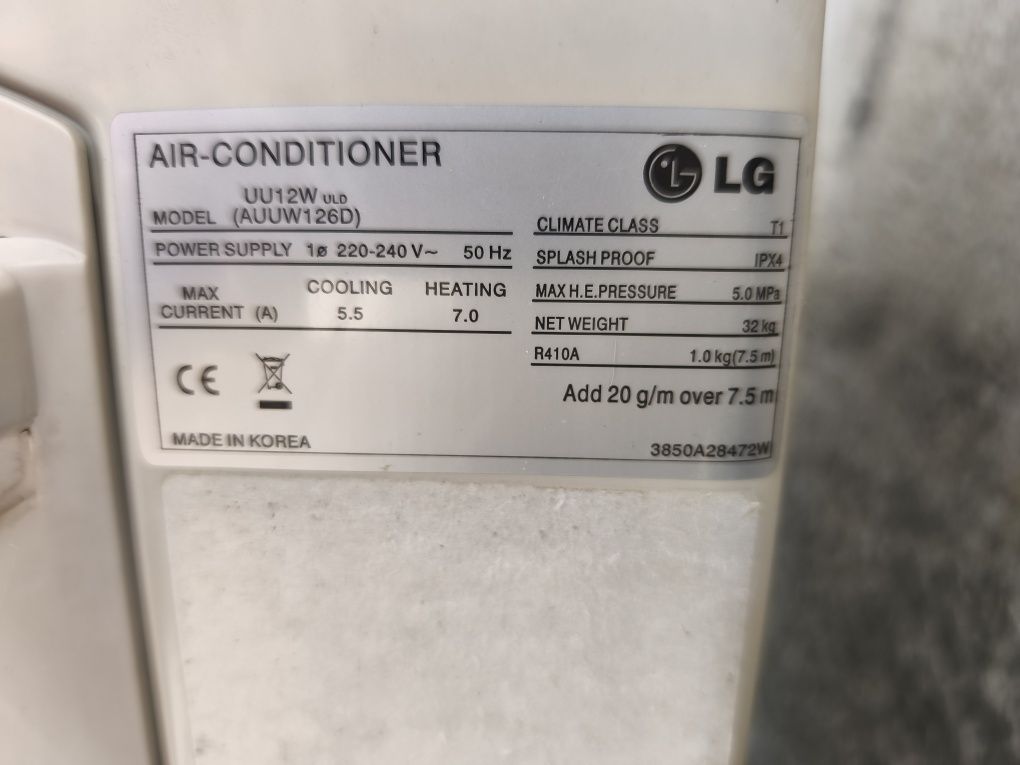 AIR-CONDITIONER
LG
UU12W ULD
MODEL (AUUW126D)
POWER SUPPLY 1ø 220-240 V~ 50 Hz
COOLING HEATING
MAX
CURRENT (A) 5.5 7.0
CLIMATE CLASS T1
SPLASH PROOF IPX4
MAX H.E.PRESSURE 5.0 MPa
NET WEIGHT 32 kg
R410A 1.0 kg(7.5 m)
Add 20 g/m over 7.5 m
CE
MADE IN KOREA
3850A28472W